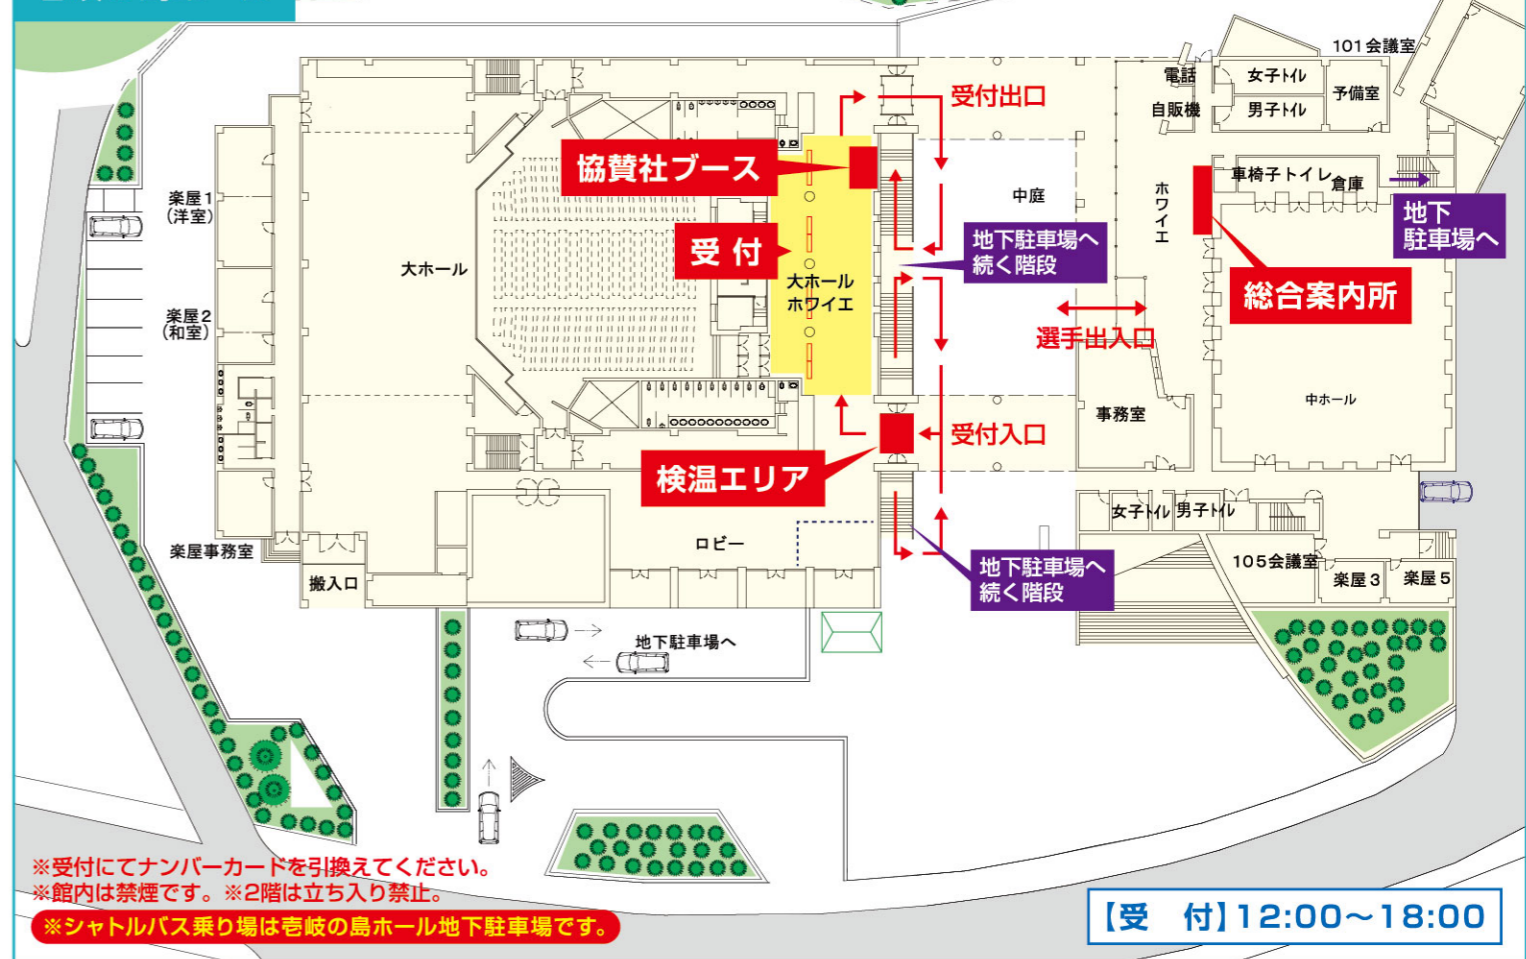 101会議室
電話
女子トイレ
予備室
自販機
男子トイレ
受付出口
協賛社ブース
車椅子トイレ
倉庫
楽屋1
(洋室)
中庭
ホワイエ
地下
駐車場へ
受付
地下駐車場へ
続く階段
大ホール
大ホール
ホワイエ
総合案内所
楽屋2
(和室)
選手出入口
中ホール
事務室
受付入口
検温エリア
女子トイレ
男子トイレ
楽屋事務室
ロビー
搬入口
地下駐車場へ
続く階段
105会議室
楽屋3
楽屋5
地下駐車場へ
※受付にてナンバーカードを引換えてください。
※館内は禁煙です。※2階は立ち入り禁止。
※シャトルバス乗り場は壱岐の島ホール地下駐車場です。
【受　付】12:00～18:00